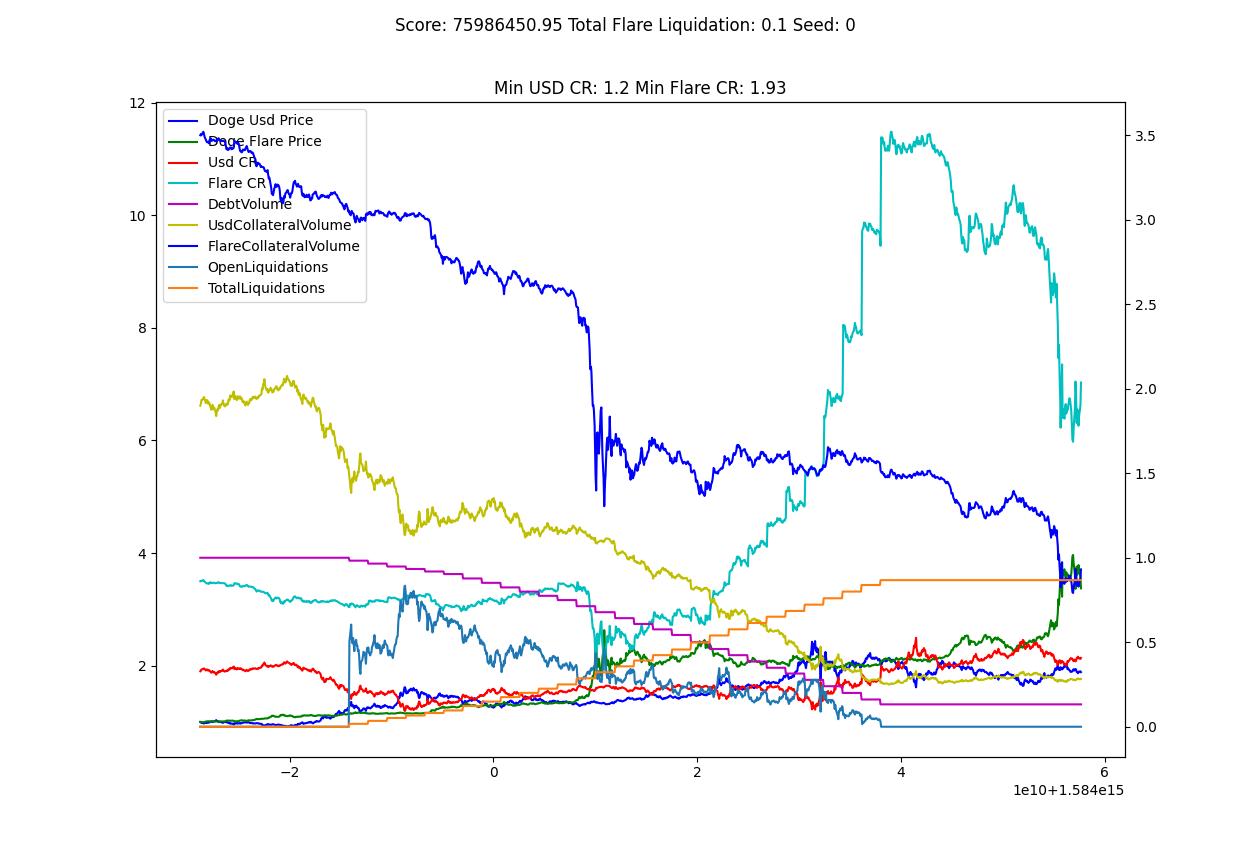 Score: 75986450.95 Total Flare Liquidation: 0.1 Seed: 0
Min USD CR: 1.2 Min Flare CR: 1.93
Doge Usd Price
Doge Flare Price
Usd CR
Flare CR
DebtVolume
UsdCollateralVolume
FlareCollateralVolume
OpenLiquidations
TotalLiquidations
12
10
8
6
4
2
3.5
3.0
2.5
2.0
1.5
1.0
0.5
0.0
−2 0 2 4 6
1e10+1.584e15